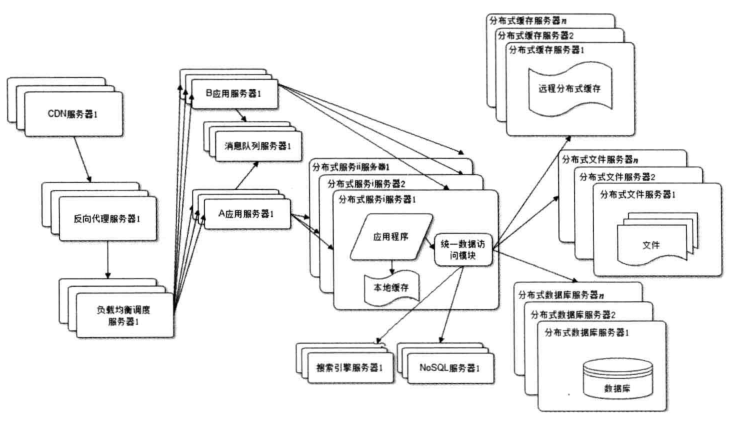 分布式缓存服务器n
分布式缓存服务器2
分布式缓存服务器1
远程分布式缓存
CDN服务器1
B应用服务器1
消息队列服务器1
反向代理服务器1
A应用服务器1
负载均衡调度
服务器1
分布式服务ii服务器1
分布式服务i服务器2
分布式服务i服务器1
应用程序
统一数据访
问模块
本地缓存
分布式文件服务器n
分布式文件服务器2
分布式文件服务器1
文件
分布式数据库服务器n
分布式数据库服务器2
分布式数据库服务器1
数据库
搜索引擎服务器1
NoSQL服务器1